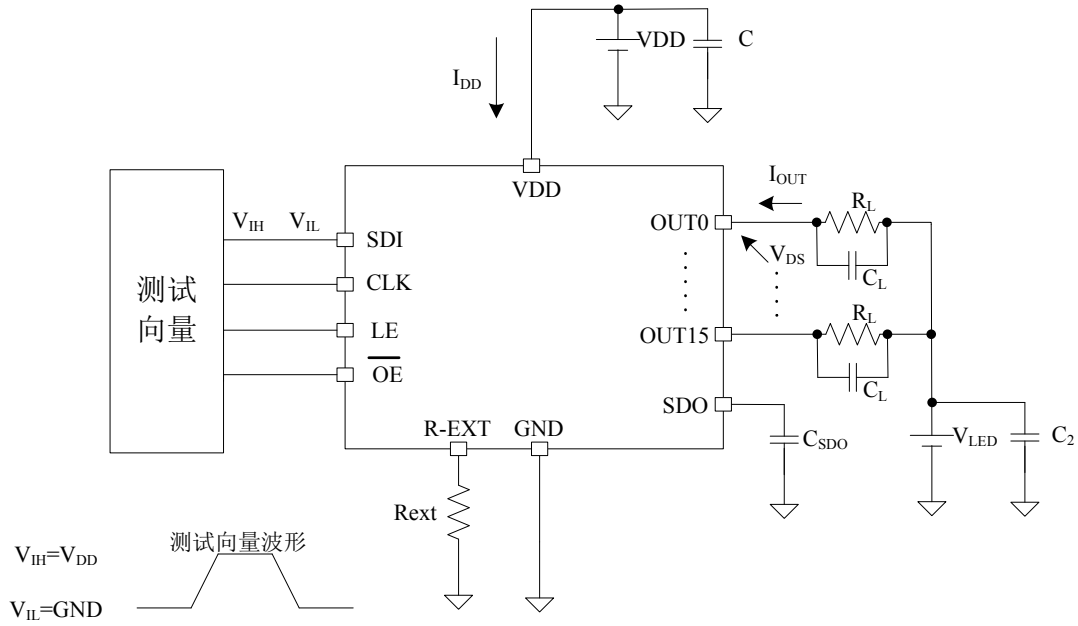 VDD
C
I_DD
VDD
I_OUT
R_L
V_IH V_IL
OUT0
SDI
V_DS
测试
向量
CLK
C_L
R_L
LE
OUT15
OE
C_L
SDO
R-EXT GND
C_SDO
V_LED
C_2
Rext
测试向量波形
V_IH=V_DD
V_IL=GND